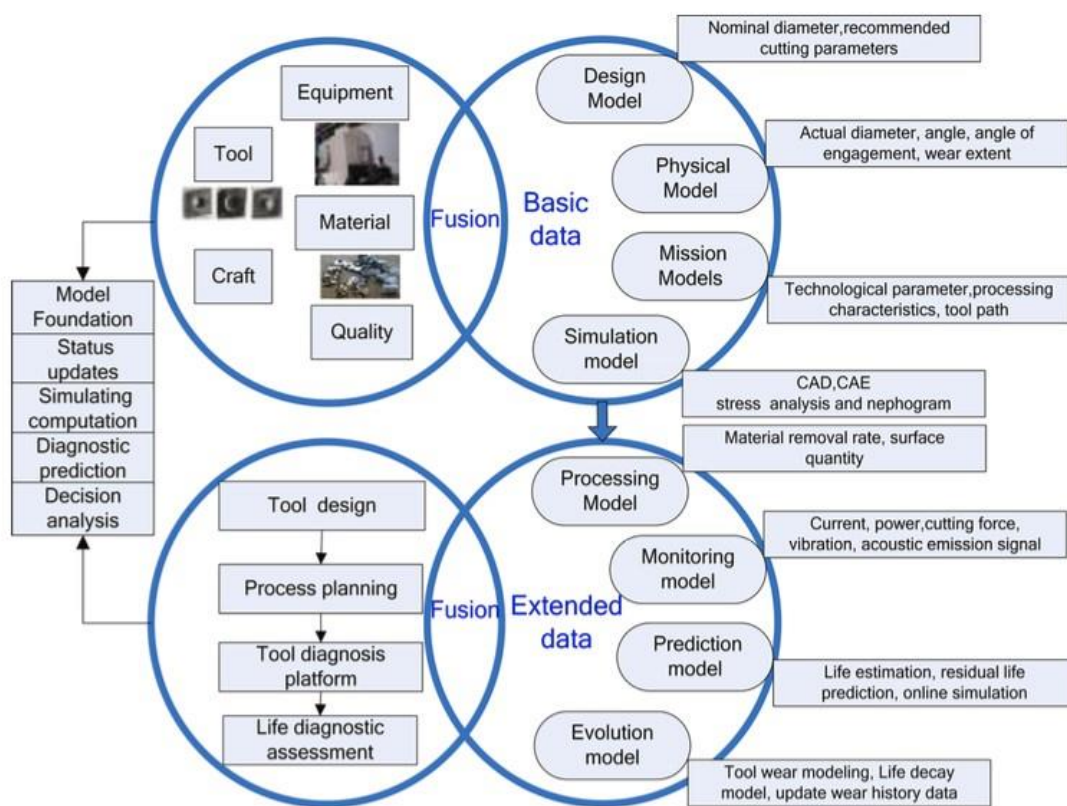 Nominal diameter,recommended
cutting parameters
Design
Model
Equipment
Tool
Actual diameter, angle, angle of
engagement, wear extent
Physical
Model
Material
Fusion
Basic
data
Craft
Mission
Models
Technological parameter,processing
characteristics, tool path
Quality
Simulation
model
Model
Foundation
Status
updates
Simulating
computation
Diagnostic
prediction
Decision
analysis
CAD,CAE
stress analysis and nephogram
Material removal rate, surface
quantity
Processing
Model
Tool design
Current, power,cutting force,
vibration, acoustic emission signal
Monitoring
model
Process planning
Fusion
Extended
data
Tool diagnosis
platform
Prediction
model
Life estimation, residual life
prediction, online simulation
Life diagnostic
assessment
Evolution
model
Tool wear modeling, Life decay
model, update wear history data